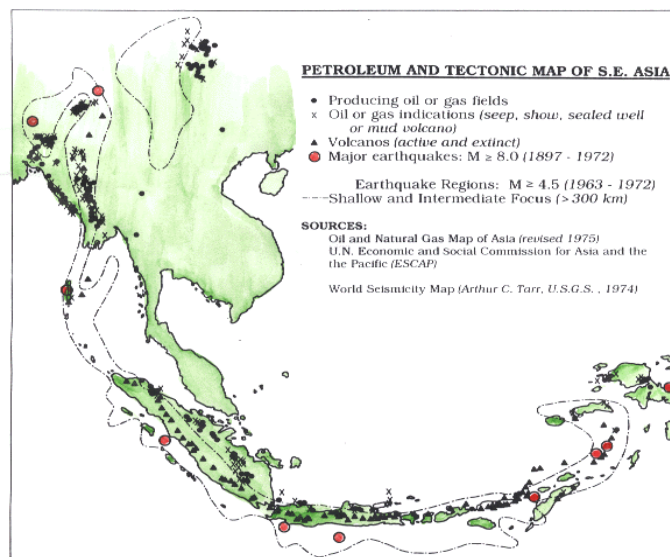 PETROLEUM AND TECTONIC MAP OF S.E. ASIA
Producing oil or gas fields
x Oil or gas indications (seep, show, sealed well
or mud volcano)
Volcanos (active and extinct)
Major earthquakes: M ≥ 8.0 (1897 - 1972)
Earthquake Regions: M ≥ 4.5 (1963 - 1972)
Shallow and Intermediate Focus (>300 km)
SOURCES:
Oil and Natural Gas Map of Asia (revised 1975)
U.N. Economic and Social Commission for Asia and the
the Pacific (ESCAP)
World Seismicity Map (Arthur C. Tarr, U.S.G.S. , 1974)